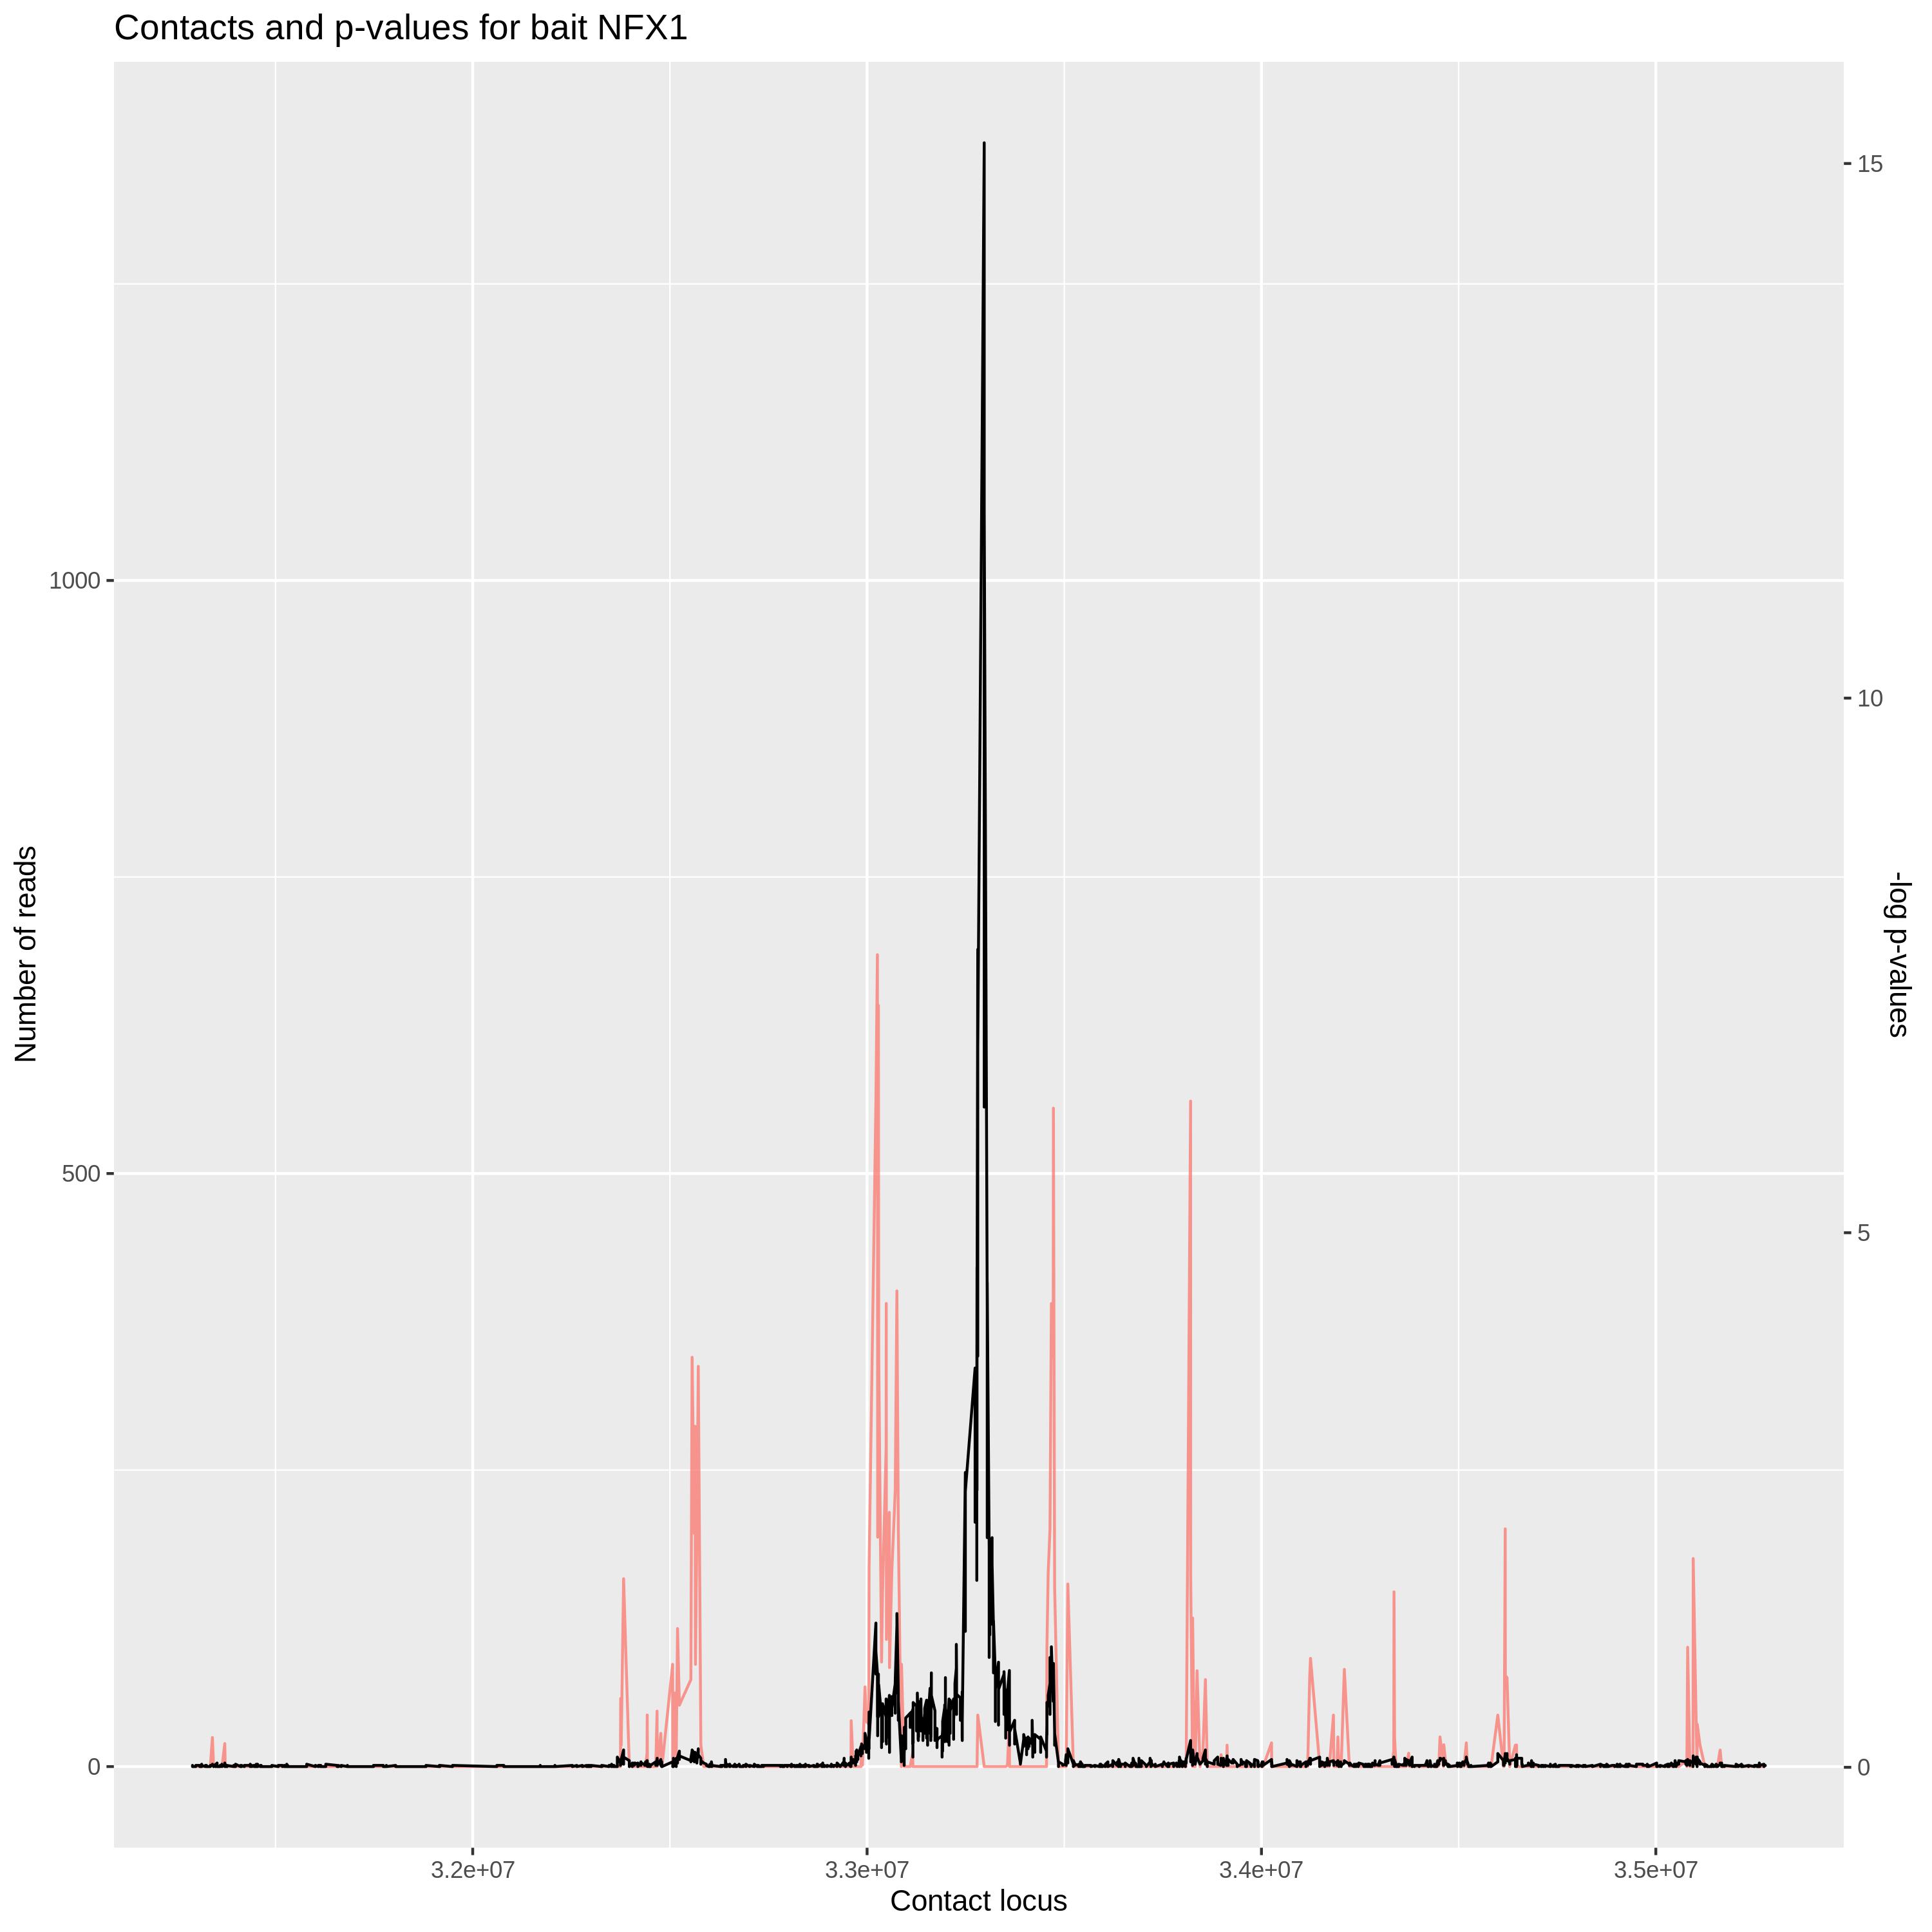 Contacts and p-values for bait NFX1
Number of reads
1000
500
0
15
10
5
0
-log p-values
3.2e+07
3.3e+07
3.4e+07
3.5e+07
Contact locus